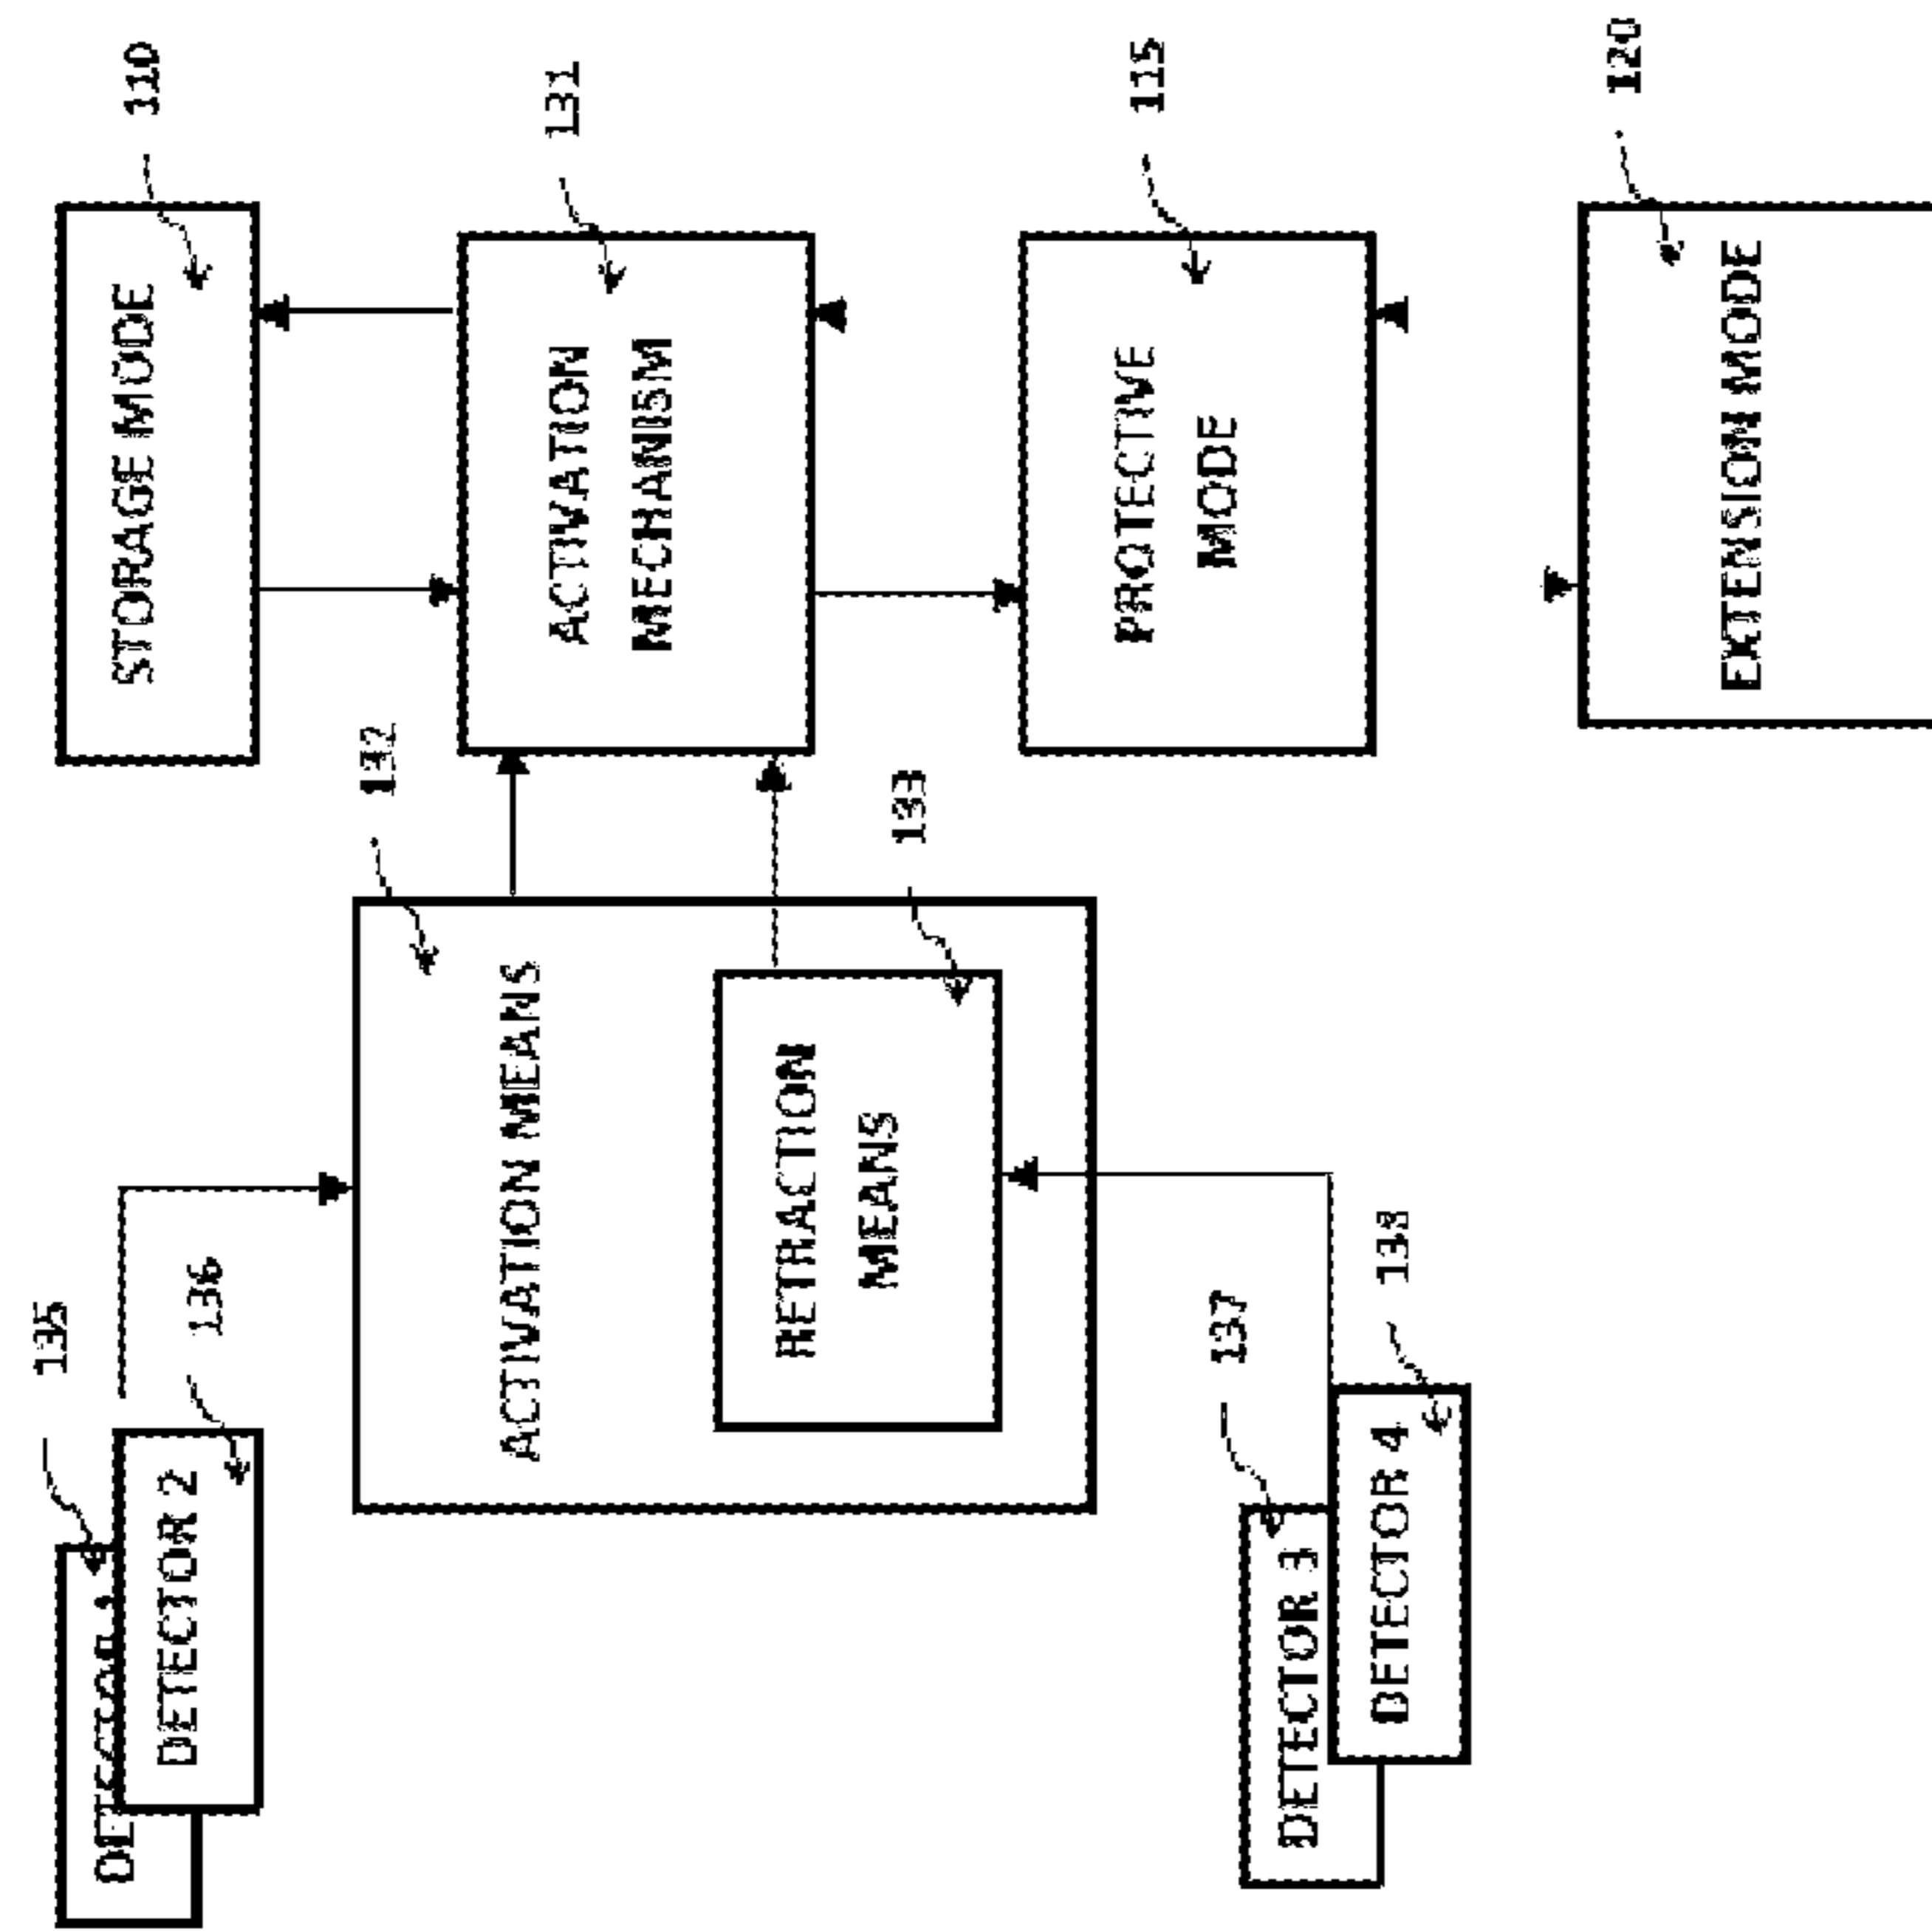 135
136
DETECTOR 2
132
ACTIVATION MEANS
133
RETRACTION
MEANS
137
DETECTOR 3
138
DETECTOR 4
110
STORAGE MODE
131
ACTIVATION
MECHANISM
115
PROTECTIVE
MODE
120
EXTENSION MODE